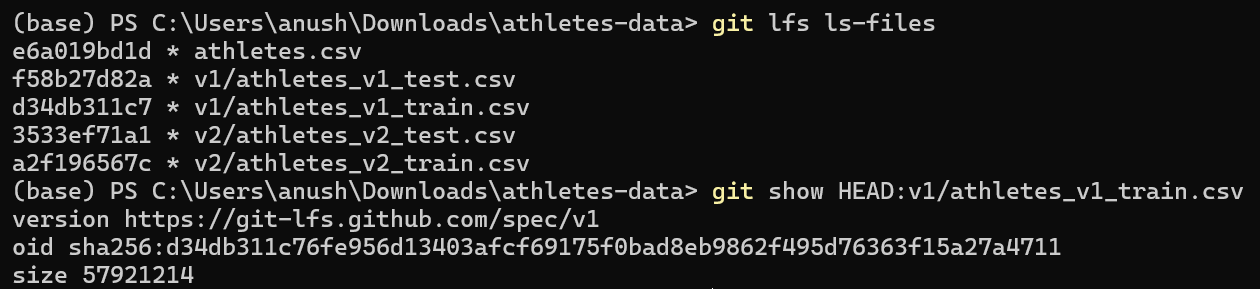 (base) PS C:\Users\anush\Downloads\athletes-data> git lfs ls-files
e6a019bd1d * athletes.csv
f58b27d82a * v1/athletes_v1_test.csv
d34db311c7 * v1/athletes_v1_train.csv
3533ef71a1 * v2/athletes_v2_test.csv
a2f196567c * v2/athletes_v2_train.csv
(base) PS C:\Users\anush\Downloads\athletes-data> git show HEAD:v1/athletes_v1_train.csv
version https://git-lfs.github.com/spec/v1
oid sha256:d34db311c76fe956d13403afcf69175f0bad8eb9862f495d76363f15a27a4711
size 57921214